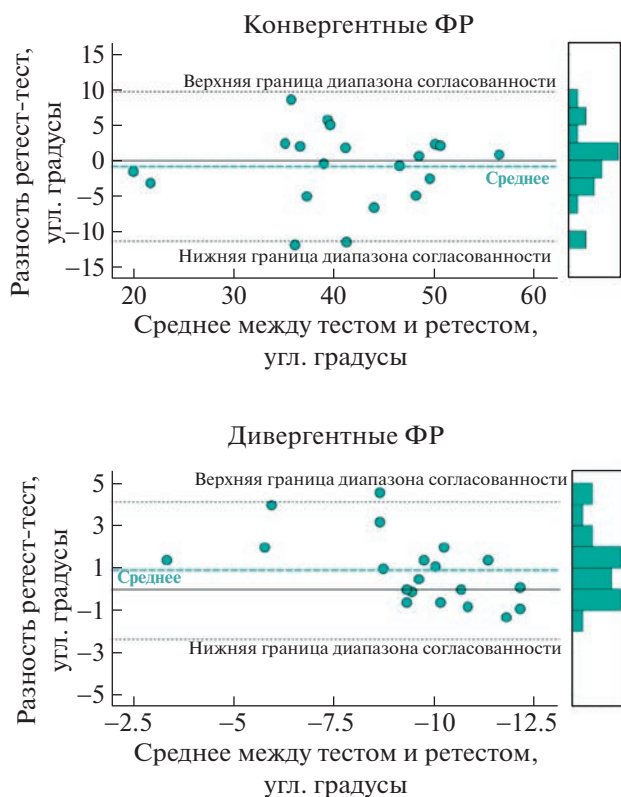 Конвергентные ФР
Разность ретест-тест,
угл. градусы
15
10
5
0
−5
−10
−15
Верхняя граница диапазона согласованности
Среднее
Нижняя граница диапазона согласованности
20 30 40 50 60
Среднее между тестом и ретестом,
угл. градусы
Дивергентные ФР
Разность ретест-тест,
угл. градусы
5
3
1
−1
−3
−5
Верхняя граница диапазона согласованности
Среднее
Нижняя граница диапазона согласованности
−2.5 −5 −7.5 −10 −12.5
Среднее между тестом и ретестом,
угл. градусы